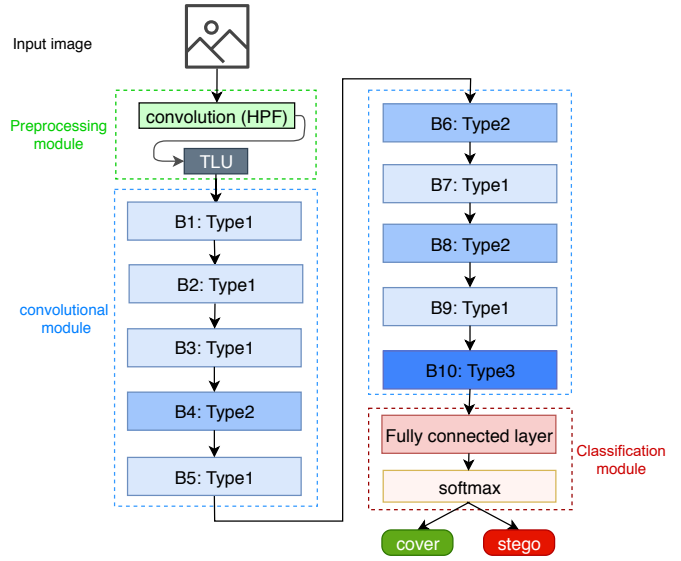 Input image
Preprocessing
module
convolution (HPF)
TLU
convolutional
module
B1: Type1
B2: Type1
B3: Type1
B4: Type2
B5: Type1
B6: Type2
B7: Type1
B8: Type2
B9: Type1
B10: Type3
Fully connected layer
softmax
Classification
module
cover
stego